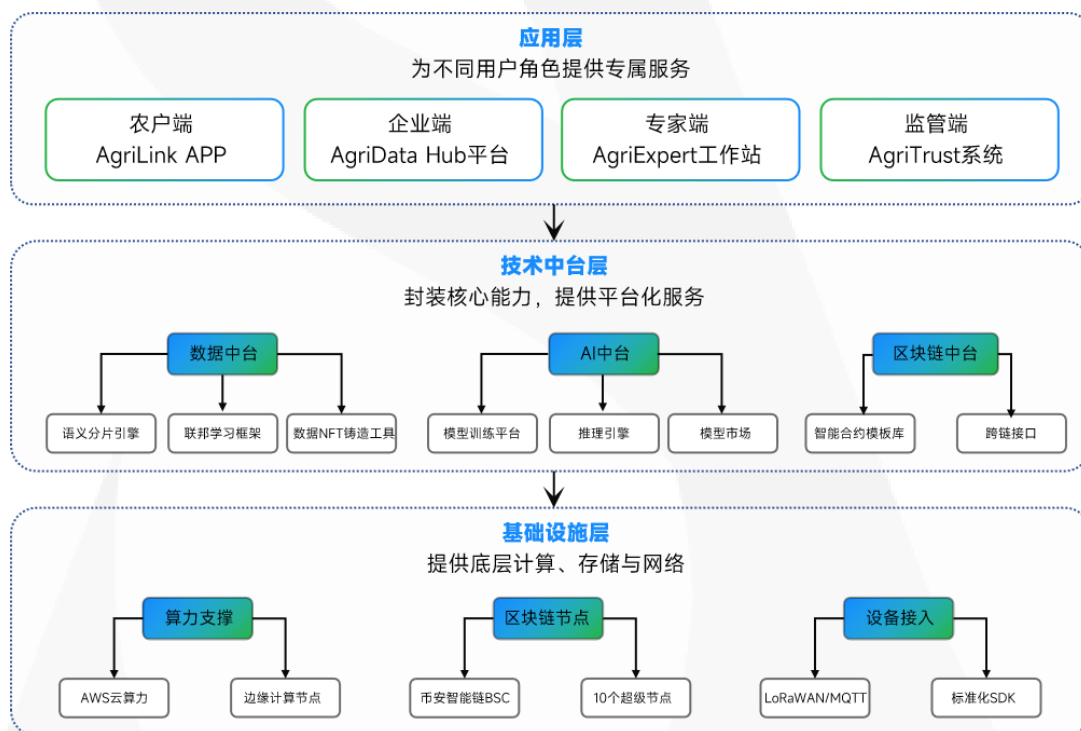 应用层
为不同用户角色提供专属服务
农户端
AgriLink APP
企业端
AgriData Hub平台
专家端
AgriExpert工作站
监管端
AgriTrust系统
技术中台层
封装核心能力，提供平台化服务
数据中台
AI中台
区块链中台
语义分片引擎
联邦学习框架
数据NFT铸造工具
模型训练平台
推理引擎
模型市场
智能合约模板库
跨链接口
基础设施层
提供底层计算、存储与网络
算力支撑
区块链节点
设备接入
AWS云算力
边缘计算节点
币安智能链BSC
10个超级节点
LoRaWAN/MQTT
标准化SDK